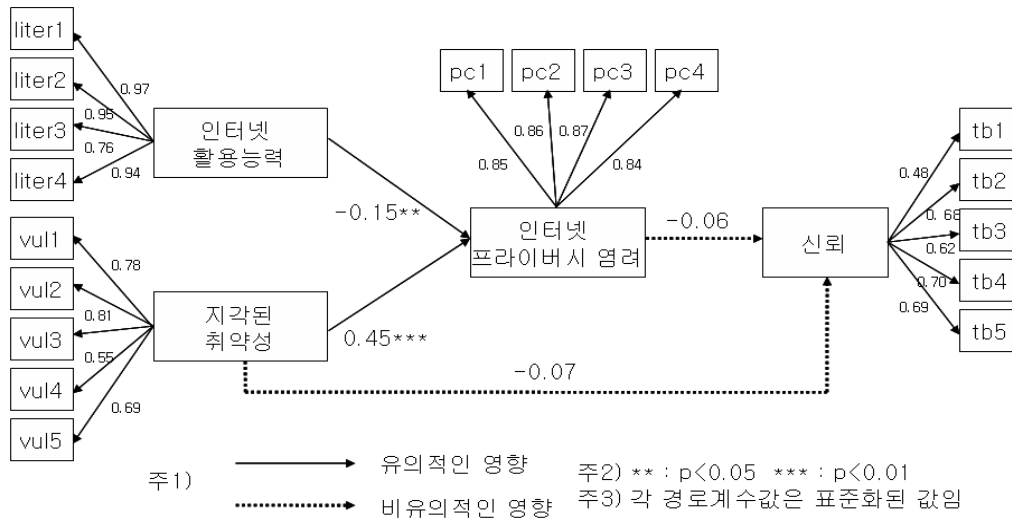 liter1
liter2
liter3
liter4
0.97
0.95
0.76
0.94
인터넷
활용능력
vul1
vul2
vul3
vul4
vul5
0.78
0.81
0.55
0.69
지각된
취약성
-0.15**
0.45***
pc1
pc2
pc3
pc4
0.85
0.86
0.87
0.84
인터넷
프라이버시 염려
-0.06
-0.07
신뢰
0.48
0.68
0.62
0.70
0.69
tb1
tb2
tb3
tb4
tb5
주1)
유의적인 영향
비유의적인 영향
주2) ** : p<0.05 *** : p<0.01
주3) 각 경로계수값은 표준화된 값임